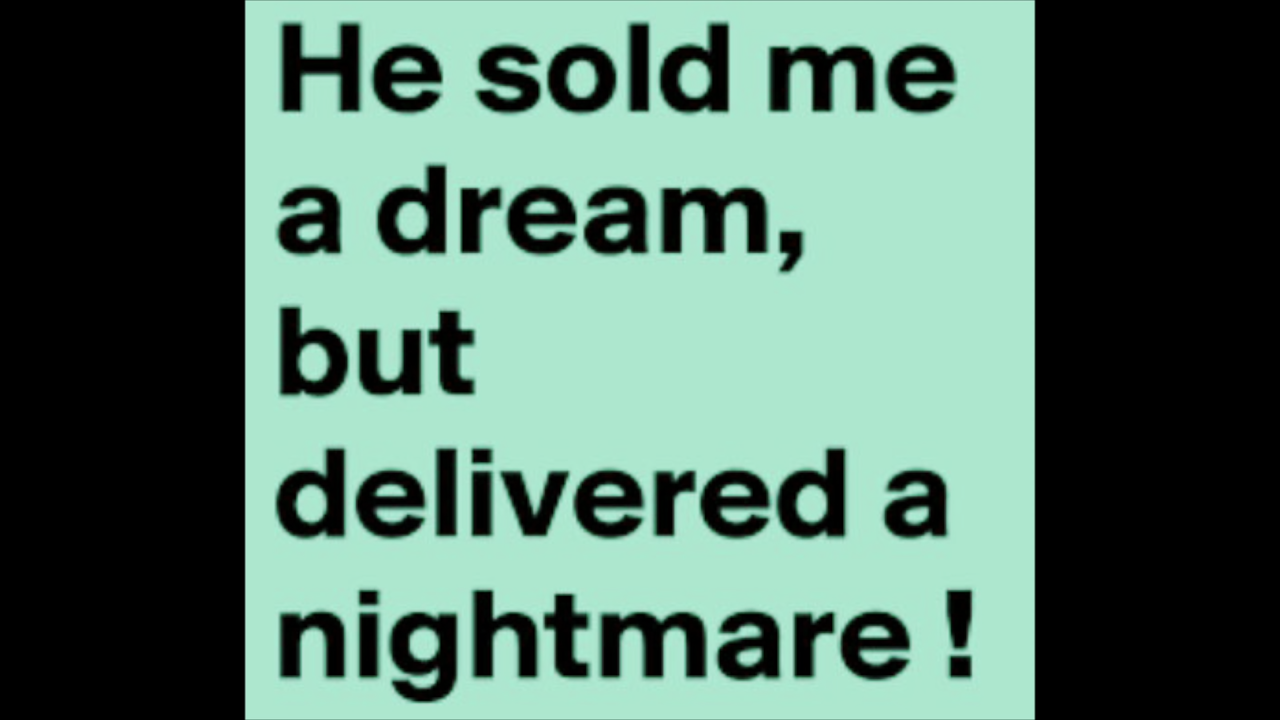 He sold me
a dream,
but
delivered a
nightmare !